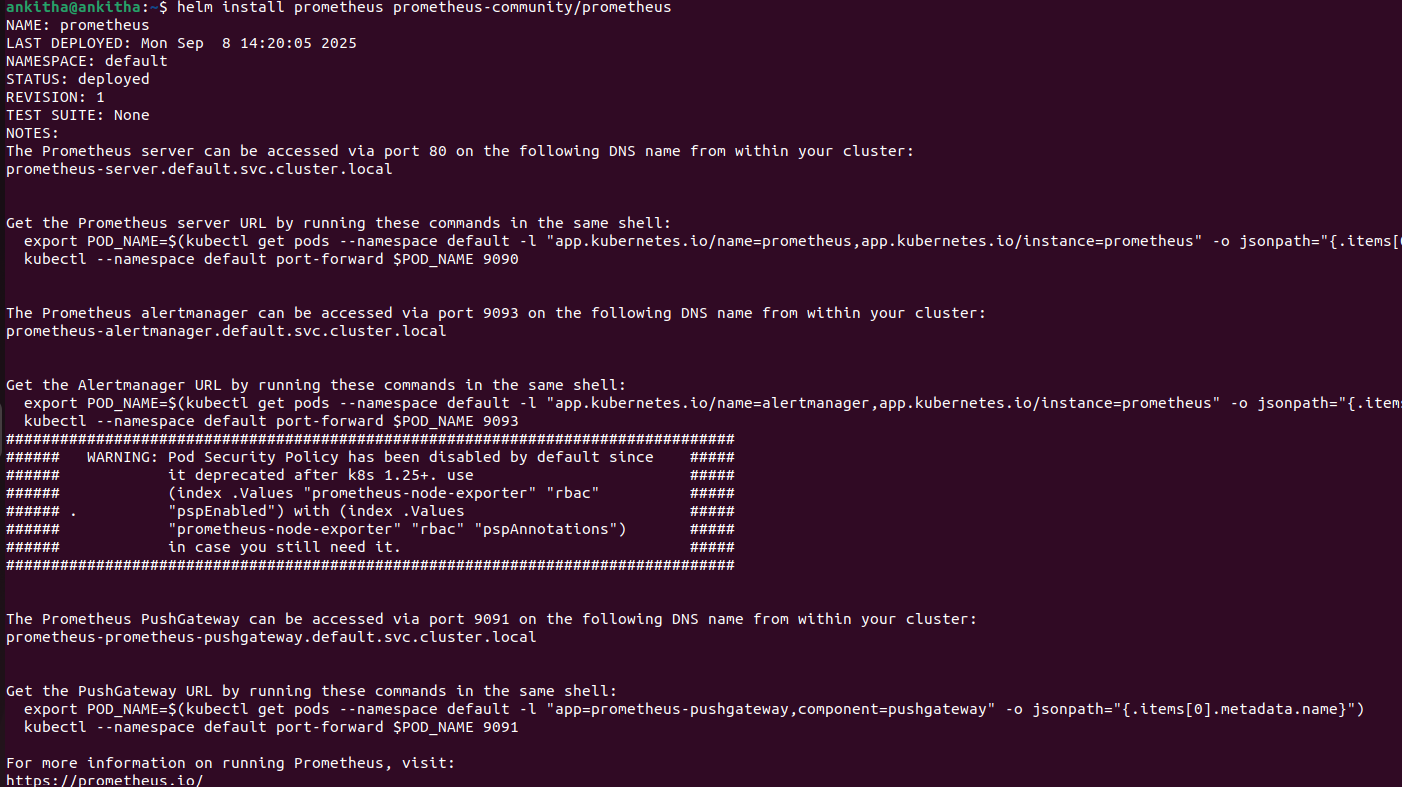 ankitha@ankitha:~$ helm install prometheus prometheus-community/prometheus
NAME: prometheus
LAST DEPLOYED: Mon Sep  8 14:20:05 2025
NAMESPACE: default
STATUS: deployed
REVISION: 1
TEST SUITE: None
NOTES:
The Prometheus server can be accessed via port 80 on the following DNS name from within your cluster:
prometheus-server.default.svc.cluster.local
Get the Prometheus server URL by running these commands in the same shell:
  export POD_NAME=$(kubectl get pods --namespace default -l "app.kubernetes.io/name=prometheus,app.kubernetes.io/instance=prometheus" -o jsonpath="{.items[
  kubectl --namespace default port-forward $POD_NAME 9090
The Prometheus alertmanager can be accessed via port 9093 on the following DNS name from within your cluster:
prometheus-alertmanager.default.svc.cluster.local
Get the Alertmanager URL by running these commands in the same shell:
  export POD_NAME=$(kubectl get pods --namespace default -l "app.kubernetes.io/name=alertmanager,app.kubernetes.io/instance=prometheus" -o jsonpath="{.item
  kubectl --namespace default port-forward $POD_NAME 9093
#################################################################################
######   WARNING: Pod Security Policy has been disabled by default since    #####
######            it deprecated after k8s 1.25+. use                        #####
######            (index .Values "prometheus-node-exporter" "rbac"          #####
###### .          "pspEnabled") with (index .Values                         #####
######            "prometheus-node-exporter" "rbac" "pspAnnotations")       #####
######            in case you still need it.                                #####
#################################################################################
The Prometheus PushGateway can be accessed via port 9091 on the following DNS name from within your cluster:
prometheus-prometheus-pushgateway.default.svc.cluster.local
Get the PushGateway URL by running these commands in the same shell:
  export POD_NAME=$(kubectl get pods --namespace default -l "app=prometheus-pushgateway,component=pushgateway" -o jsonpath="{.items[0].metadata.name}")
  kubectl --namespace default port-forward $POD_NAME 9091
For more information on running Prometheus, visit:
https://prometheus.io/